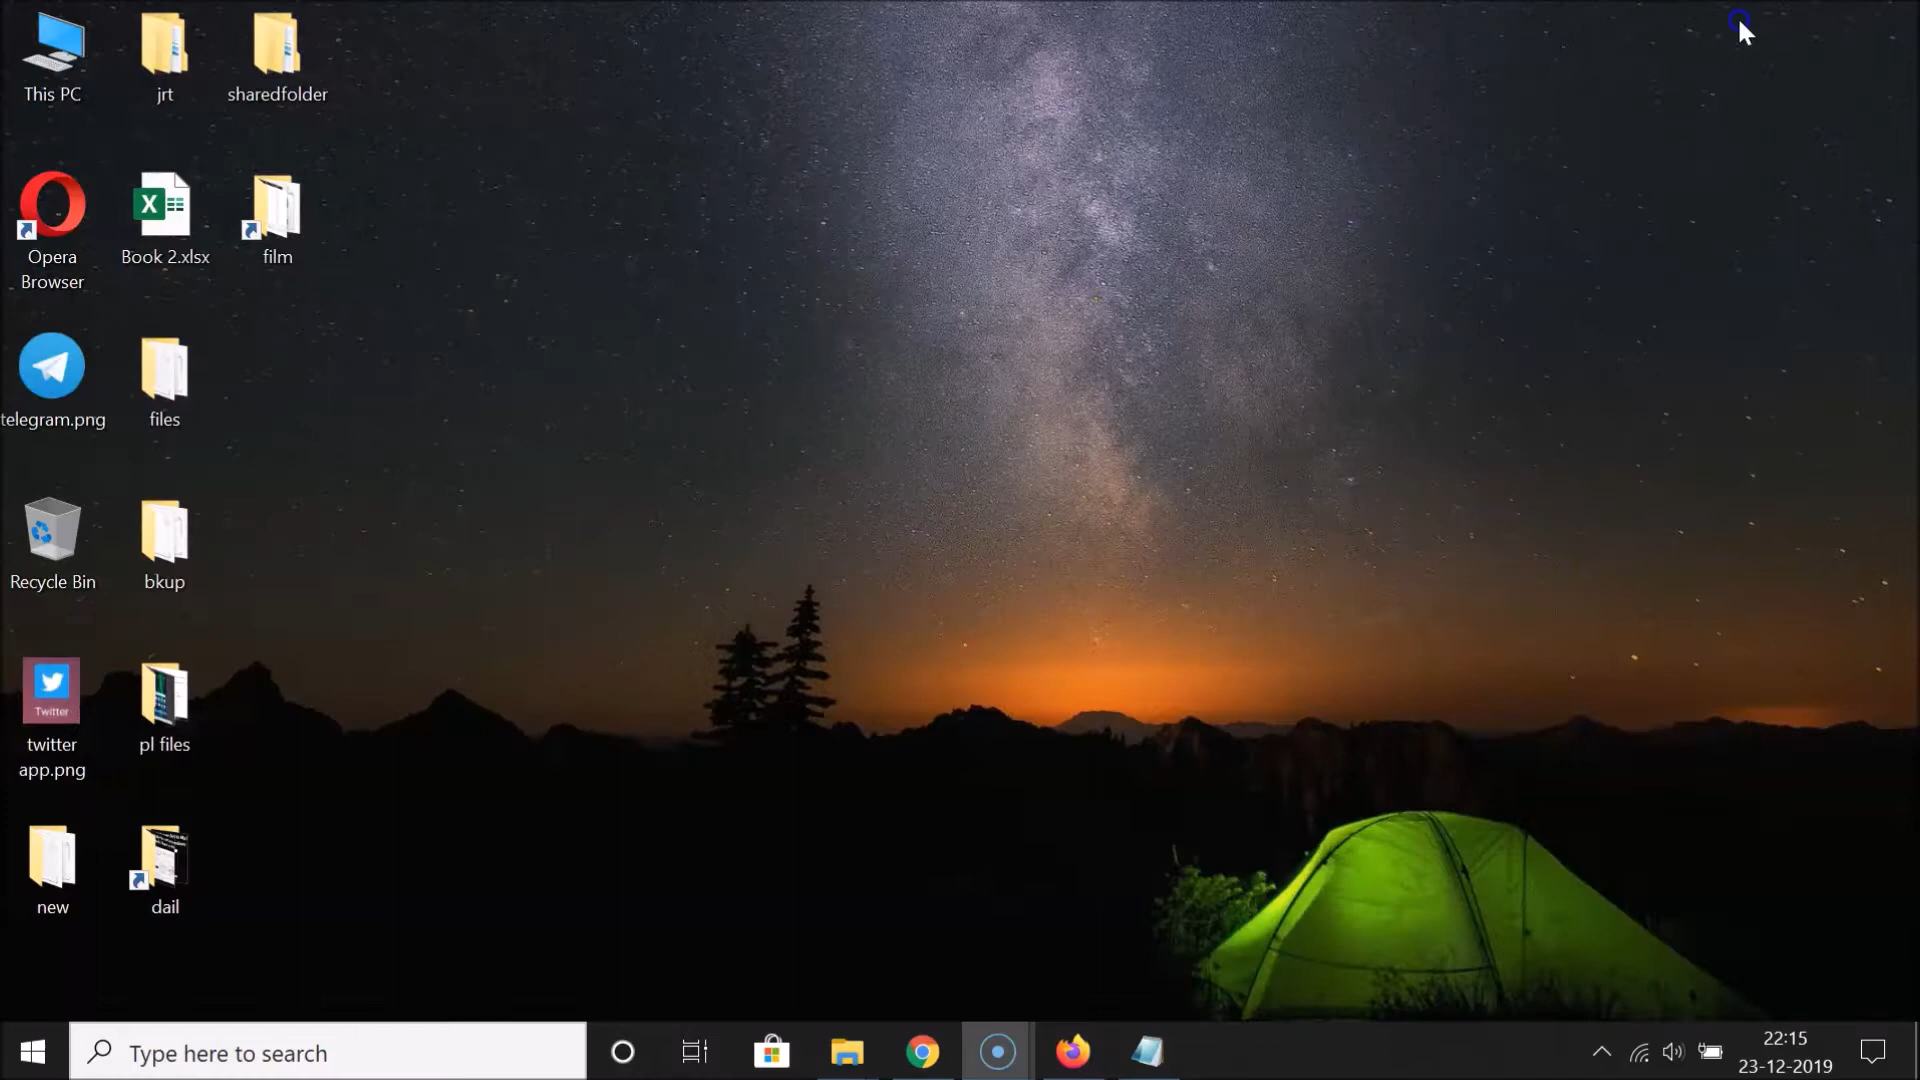 This PC
jrt
sharedfolder
Opera
Browser
X
Book 2.xlsx
film
telegram.png
files
Recycle Bin
bkup
Twitter
twitter
app.png
pl files
new
dail
Type here to search
22:15
23-12-2019